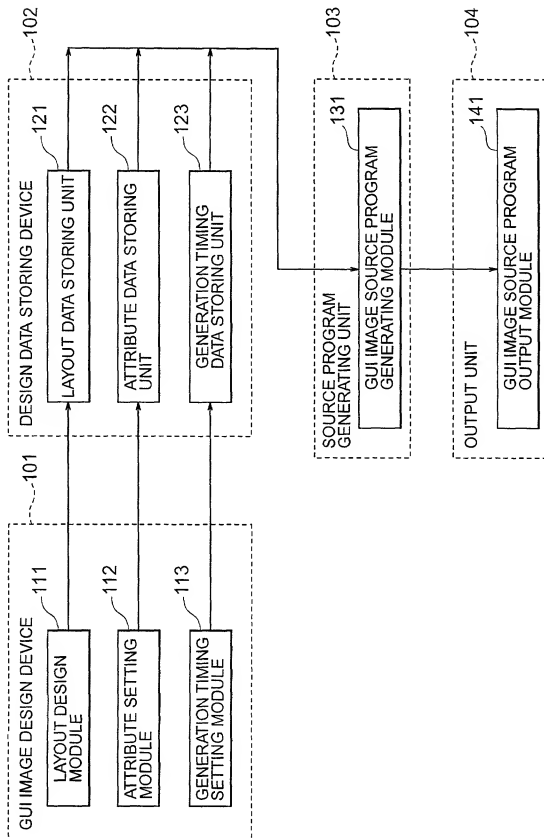 101
GUI IMAGE DESIGN DEVICE
111
LAYOUT DESIGN
MODULE
112
ATTRIBUTE SETTING
MODULE
113
GENERATION TIMING
SETTING MODULE
102
DESIGN DATA STORING DEVICE
121
LAYOUT DATA STORING UNIT
122
ATTRIBUTE DATA STORING
UNIT
123
GENERATION TIMING
DATA STORING UNIT
103
SOURCE PROGRAM
GENERATING UNIT
131
GUI IMAGE SOURCE PROGRAM
GENERATING MODULE
104
OUTPUT UNIT
141
GUI IMAGE SOURCE PROGRAM
OUTPUT MODULE